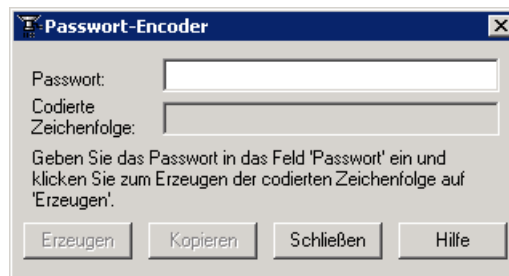 Passwort-Encoder
Passwort:
Codierte
Zeichenfolge:
Geben Sie das Passwort in das Feld 'Passwort' ein und
klicken Sie zum Erzeugen der codierten Zeichenfolge auf
'Erzeugen'.
Erzeugen Kopieren Schließen Hilfe